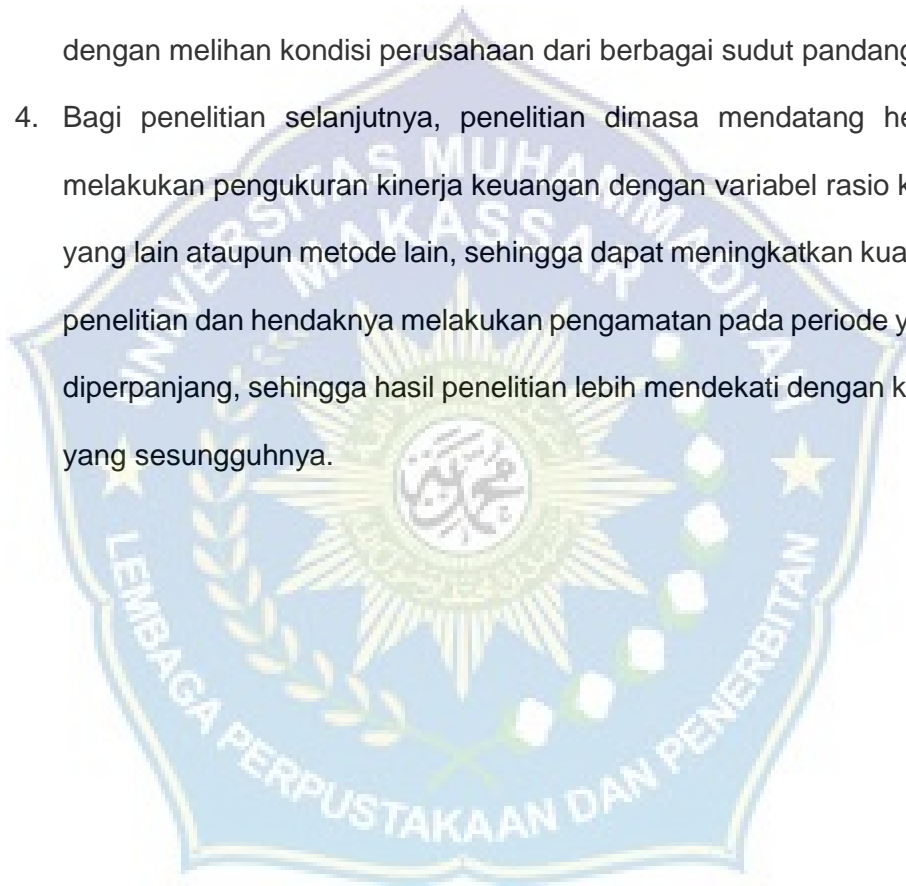 dengan melihan kondisi perusahaan dari berbagai sudut pandang
4. Bagi penelitian selanjutnya, penelitian dimasa mendatang
melakukan pengukuran kinerja keuangan dengan variabel rasio
yang lain ataupun metode lain, sehingga dapat meningkatkan
penelitian dan hendaknya melakukan pengamatan pada periode
diperpanjang, sehingga hasil penelitian lebih mendekati dengan
yang sesungguhnya.
UNIVERSITAS MUHAMMADIYAH
MAKASSAR
LEMBAGA PERPUSTAKAAN DAN PENERBITAN